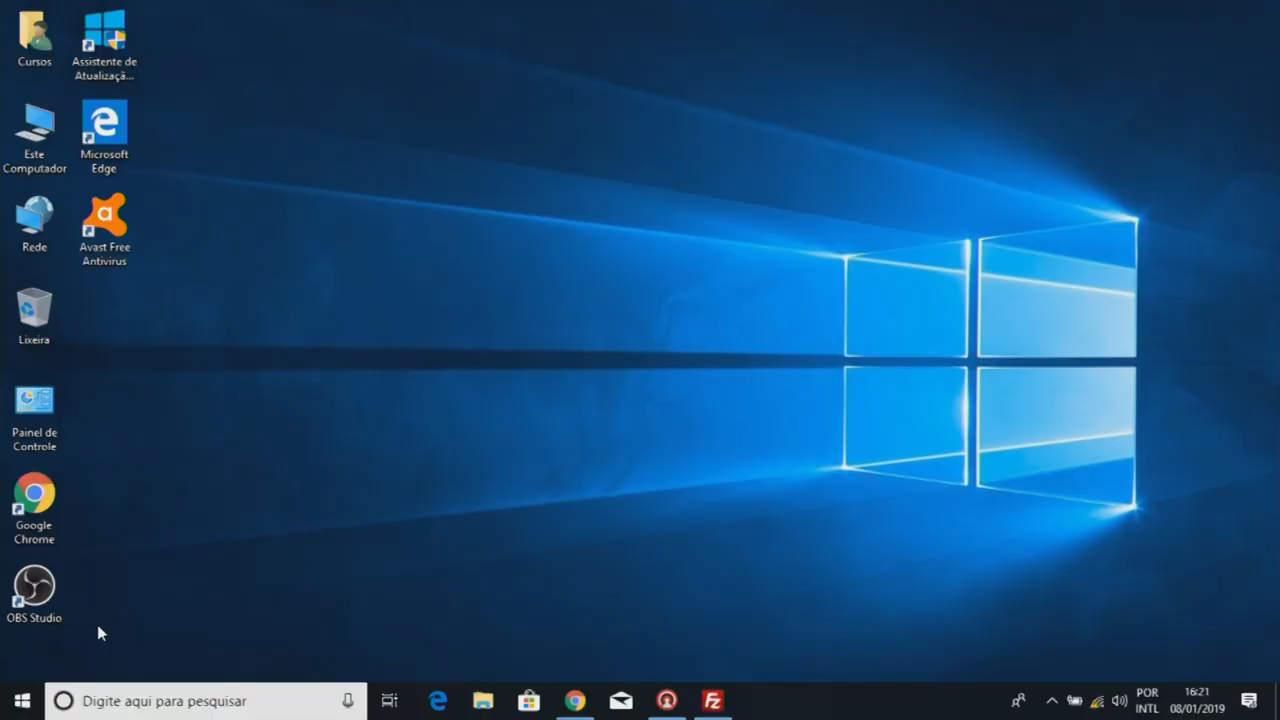 Cursos
Assistente de
Atualizaçã...
Este
Computador
Microsoft
Edge
Rede
Avast Free
Antivirus
Lixeira
Painel de
Controle
Google
Chrome
OBS Studio
Digite aqui para pesquisar
POR
INTL
16:21
08/01/2019